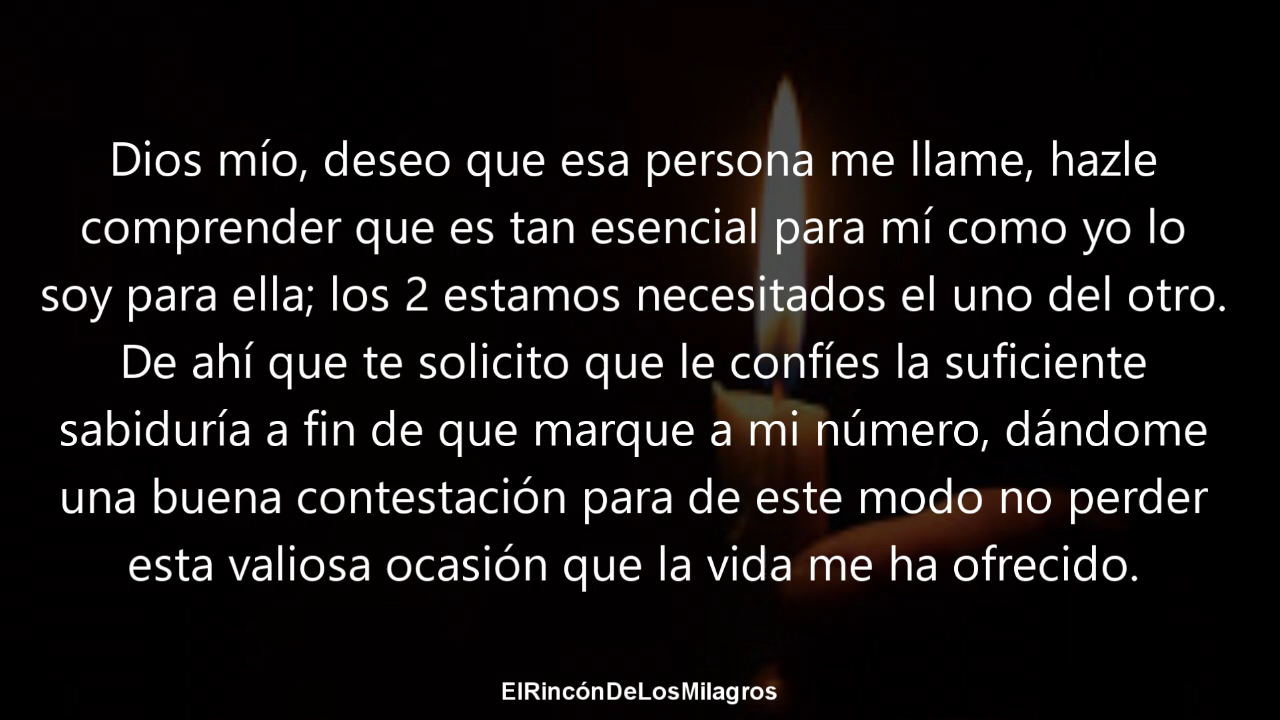 Dios mío, deseo que esa persona me llame, hazle
comprender que es tan esencial para mí como yo lo
soy para ella; los 2 estamos necesitados el uno del otro.
De ahí que te solicito que le confíes la suficiente
sabiduría a fin de que marque a mi número, dándome
una buena contestación para de este modo no perder
esta valiosa ocasión que la vida me ha ofrecido.
ElRincónDeLosMilagros